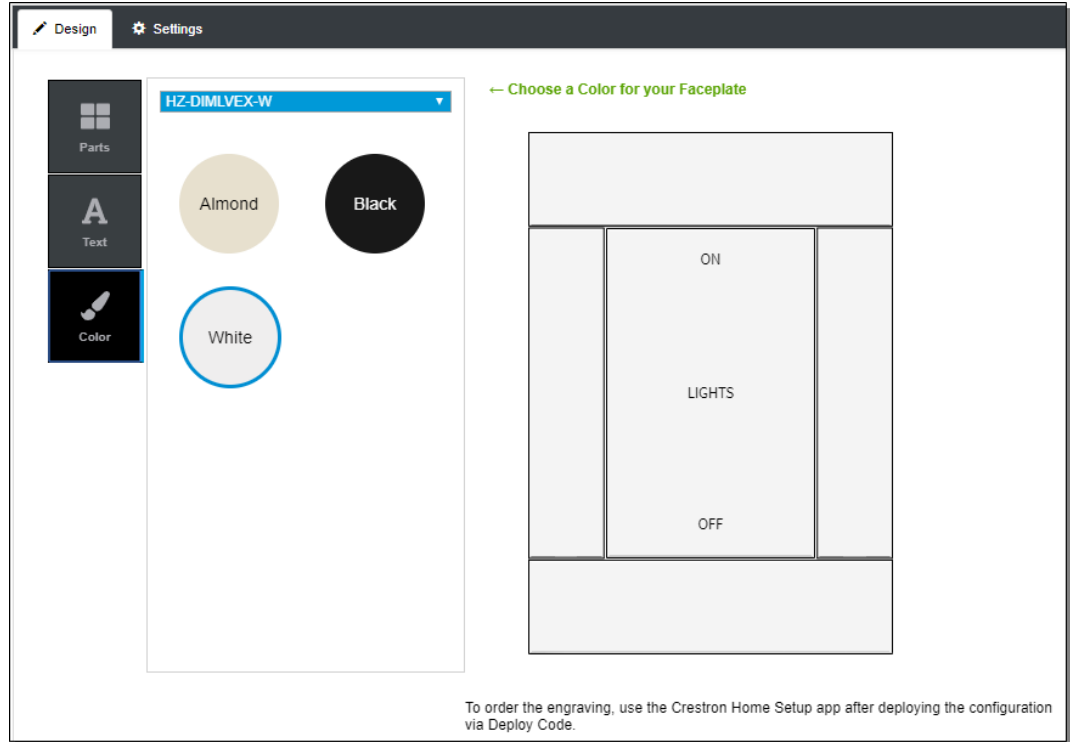 Design
Settings
Parts
Text
Color
HZ-DIMLVEX-W
Almond
Black
White
← Choose a Color for your Faceplate
ON
LIGHTS
OFF
To order the engraving, use the Crestron Home Setup app after deploying the configuration
via Deploy Code.